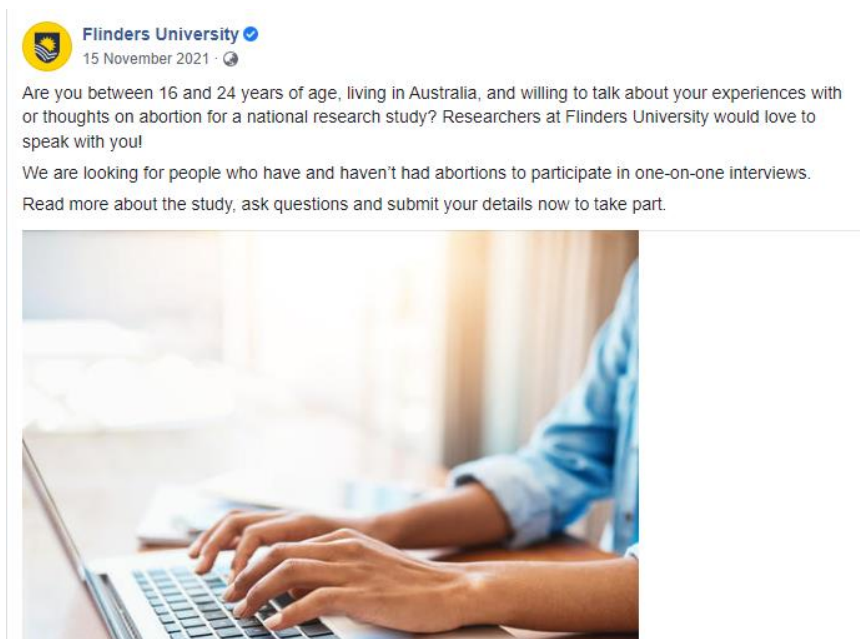 Flinders University
15 November 2021 ·
Are you between 16 and 24 years of age, living in Australia, and willing to talk about your experiences with
or thoughts on abortion for a national research study? Researchers at Flinders University would love to
speak with you!
We are looking for people who have and haven't had abortions to participate in one-on-one interviews.
Read more about the study, ask questions and submit your details now to take part.